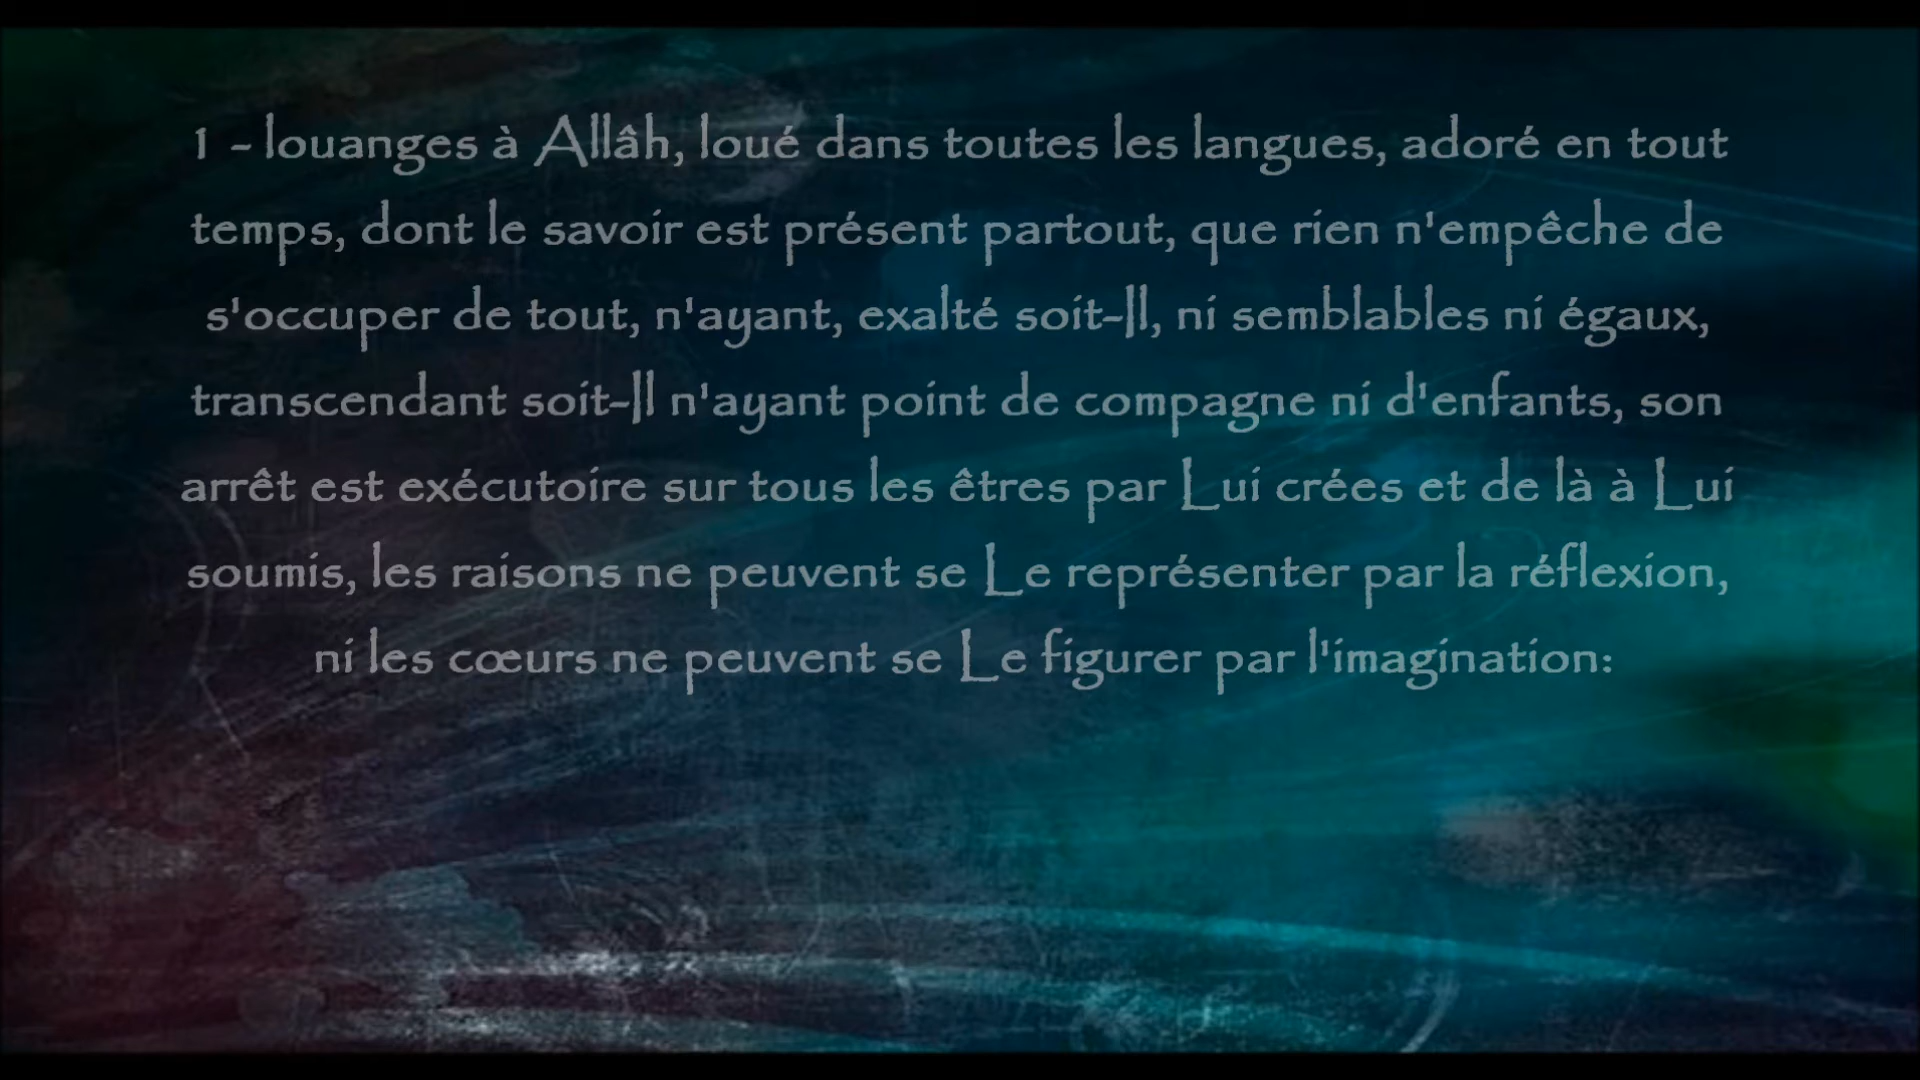 1 - louanges à Allâh, loué dans toutes les langues, adoré en tout
temps, dont le savoir est présent partout, que rien n'empêche de
s'occuper de tout, n'ayant, exalté soit-Il, ni semblables ni égaux,
transcendant soit-Il n'ayant point de compagne ni d'enfants, son
arrêt est exécutoire sur tous les êtres par Lui crées et de là à Lui
soumis, les raisons ne peuvent se Le représenter par la réflexion,
ni les cœurs ne peuvent se Le figurer par l'imagination: